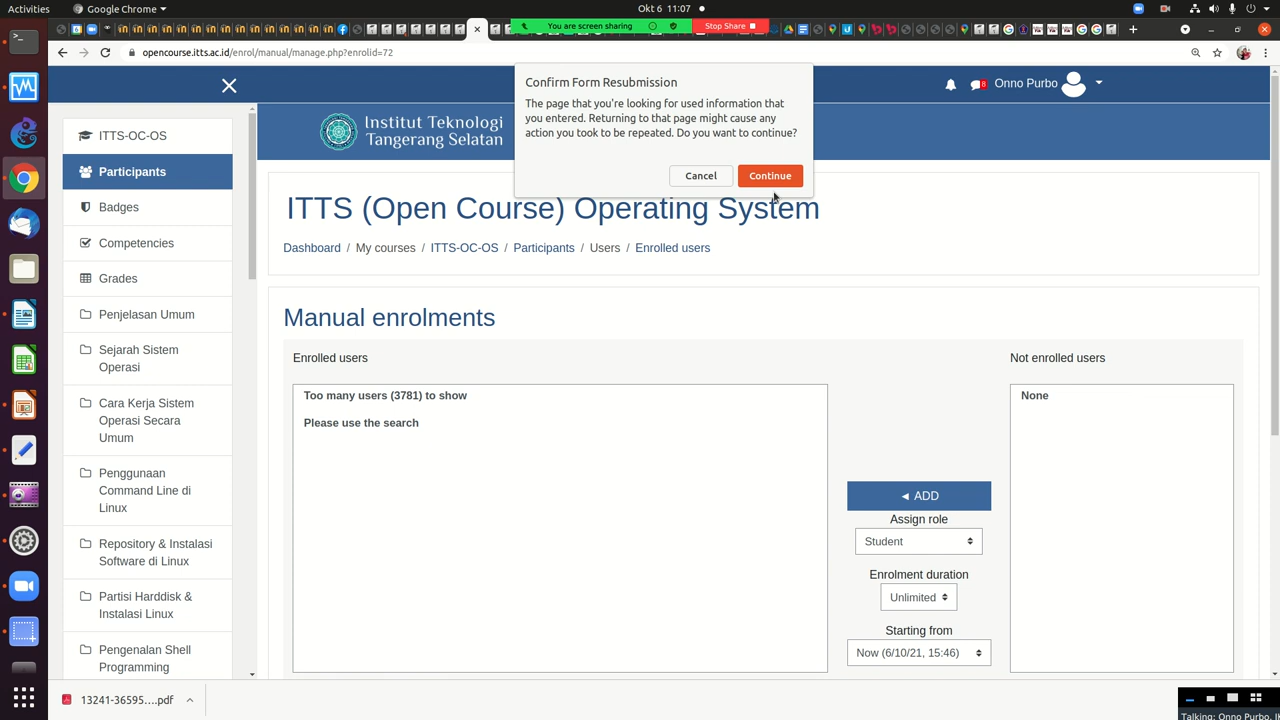 Activities
Google Chrome
Okt 6 11:07
You are screen sharing
Stop Share
opencourse.itts.ac.id/enrol/manual/manage.php?enrolid=72
8
Onno Purbo
Institut Teknologi
Tangerang Selatan
Confirm Form Resubmission
The page that you're looking for used information that
you entered. Returning to that page might cause any
action you took to be repeated. Do you want to continue?
Cancel
Continue
ITTS-OC-OS
Participants
Badges
Competencies
Grades
Penjelasan Umum
Sejarah Sistem
Operasi
Cara Kerja Sistem
Operasi Secara
Umum
Penggunaan
Command Line di
Linux
Repository & Instalasi
Software di Linux
Partisi Harddisk &
Instalasi Linux
Pengenalan Shell
Programming
ITTS (Open Course) Operating System
Dashboard / My courses / ITTS-OC-OS / Participants / Users / Enrolled users
Manual enrolments
Enrolled users
Too many users (3781) to show
Please use the search
◄ ADD
Assign role
Student
Enrolment duration
Unlimited
Starting from
Now (6/10/21, 15:46)
Not enrolled users
None
13241-36595....pdf
Talking: Onno Purbo,